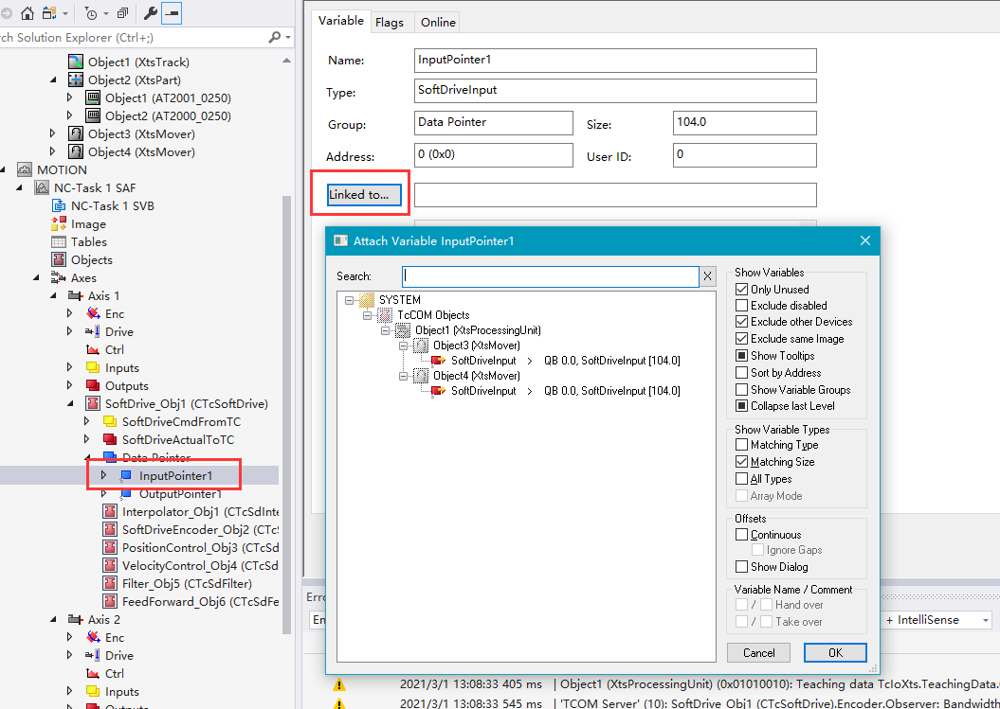 rch Solution Explorer (Ctrl+;)
Object1 (XtsTrack)
Object2 (XtsPart)
Object1 (AT2001_0250)
Object2 (AT2000_0250)
Object3 (XtsMover)
Object4 (XtsMover)
MOTION
NC-Task 1 SAF
NC-Task 1 SVB
Image
Tables
Objects
Axes
Axis 1
Enc
Drive
Ctrl
Inputs
Outputs
SoftDrive_Obj1 (CTcSoftDrive)
SoftDriveCmdFromTC
SoftDriveActualToTC
Data Pointer
InputPointer1
OutputPointer1
Interpolator_Obj1 (CTcSdInte
SoftDriveEncoder_Obj2 (CTcS
PositionControl_Obj3 (CTcSd
VelocityControl_Obj4 (CTcSd
Filter_Obj5 (CTcSdFilter)
FeedForward_Obj6 (CTcSdFe
Axis 2
Enc
Drive
Ctrl
Inputs
Outputs
Variable Flags Online
Name: InputPointer1
Type: SoftDriveInput
Group: Data Pointer Size: 104.0
Address: 0 (0x0) User ID: 0
Linked to...
Attach Variable InputPointer1
Search: X
SYSTEM
TcCOM Objects
Object1 (XtsProcessingUnit)
Object3 (XtsMover)
SoftDriveInput > QB 0.0, SoftDriveInput [104.0]
Object4 (XtsMover)
SoftDriveInput > QB 0.0, SoftDriveInput [104.0]
Show Variables
Only Unused
Exclude disabled
Exclude other Devices
Exclude same Image
Show Tooltips
Sort by Address
Show Variable Groups
Collapse last Level
Show Variable Types
Matching Type
Matching Size
All Types
Array Mode
Offsets
Continuous
Ignore Gaps
Show Dialog
Variable Name / Comment
/ Hand over
/ Take over
Cancel OK
Erro
En + IntelliSense
2021/3/1 13:08:33 405 ms | Object1 (XtsProcessingUnit) (0x01010010): Teaching data TcIoXts.TeachingData.
2021/3/1 13:08:33 545 ms | 'TCOM Server' (10): SoftDrive_Obj1 (CTcSoftDrive).Encoder.Observer: Bandwidth